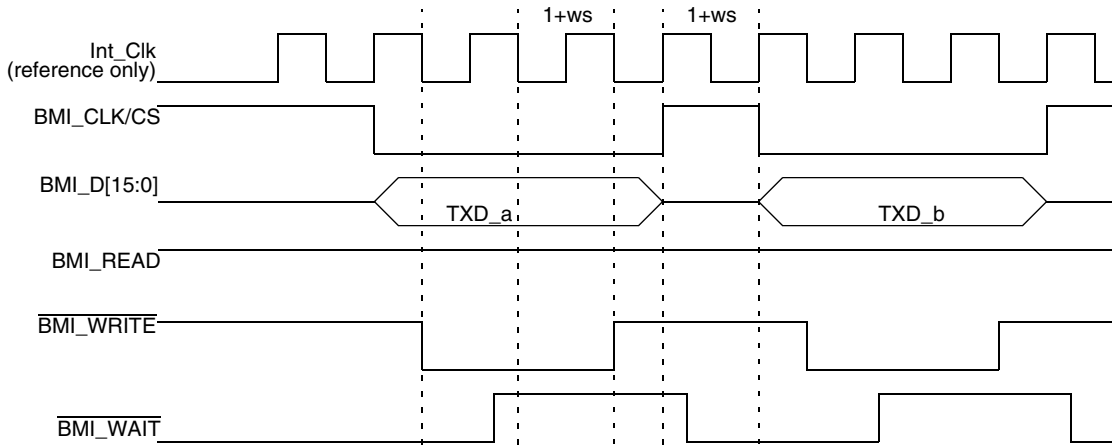 1+ws 1+ws
Int_Clk
(reference only)
BMI_CLK/CS
BMI_D[15:0]
TXD_a TXD_b
BMI_READ
BMI_WRITE
BMI_WAIT